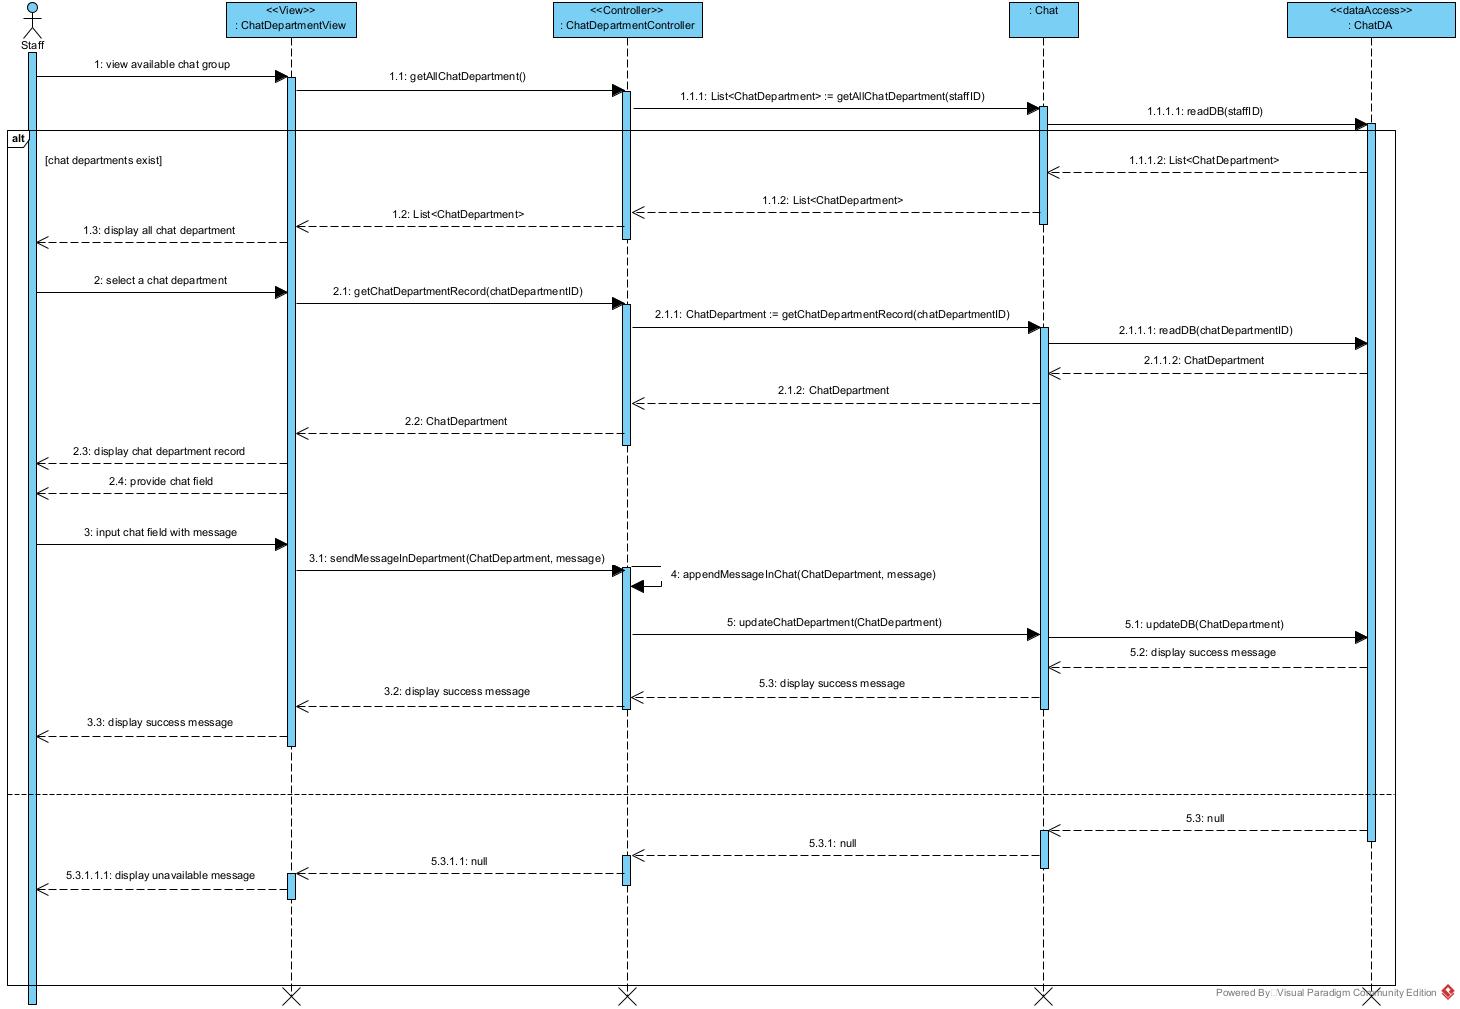 <<View>>
: ChatDepartmentView
<<Controller>>
: ChatDepartmentController
: Chat
<<dataAccess>>
: ChatDA
Staff
1: view available chat group
1.1: getAllChatDepartment()
1.1.1: List<ChatDepartment> := getAllChatDepartment(staffID)
1.1.1.1: readDB(staffID)
alt
[chat departments exist]
1.1.1.2: List<ChatDepartment>
1.1.2: List<ChatDepartment>
1.2: List<ChatDepartment>
1.3: display all chat department
2: select a chat department
2.1: getChatDepartmentRecord(chatDepartmentID)
2.1.1: ChatDepartment := getChatDepartmentRecord(chatDepartmentID)
2.1.1.1: readDB(chatDepartmentID)
2.1.1.2: ChatDepartment
2.1.2: ChatDepartment
2.2: ChatDepartment
2.3: display chat department record
2.4: provide chat field
3: input chat field with message
3.1: sendMessageInDepartment(ChatDepartment, message)
4: appendMessageInChat(ChatDepartment, message)
5: updateChatDepartment(ChatDepartment)
5.1: updateDB(ChatDepartment)
5.2: display success message
5.3: display success message
3.2: display success message
3.3: display success message
5.3: null
5.3.1: null
5.3.1.1: null
5.3.1.1.1: display unavailable message
Powered By Visual Paradigm Community Edition